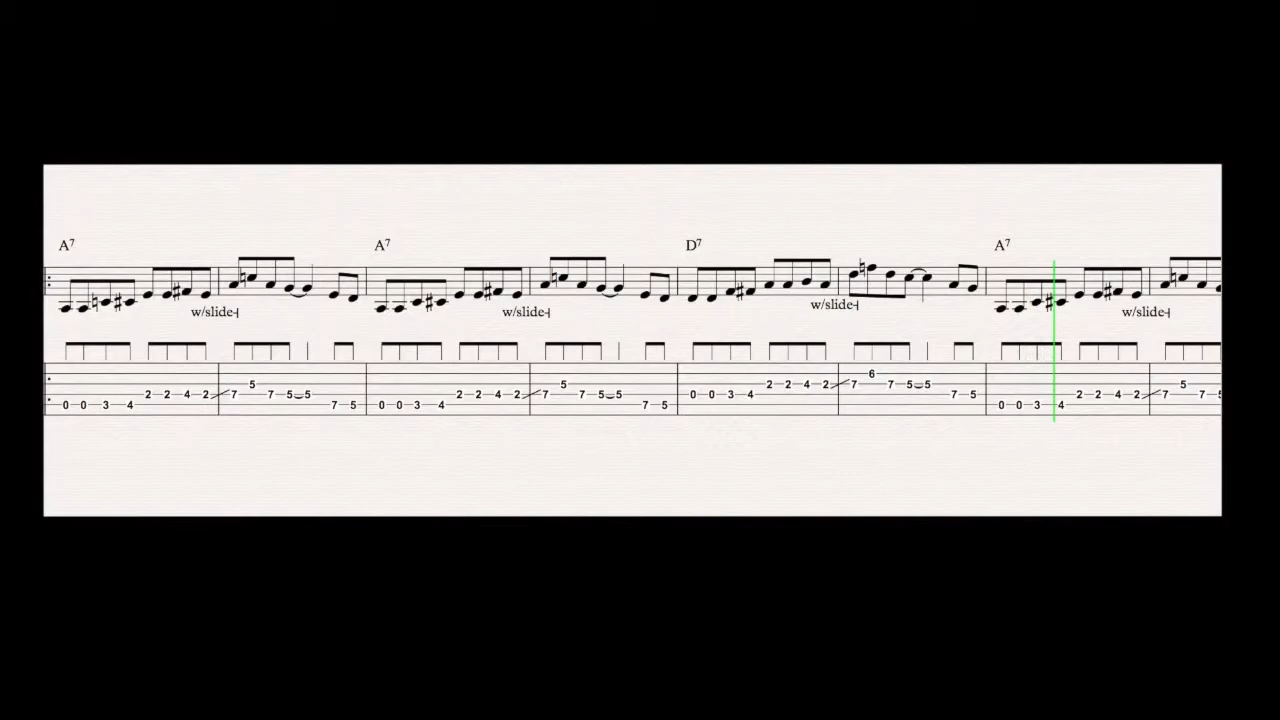 A7 A7 D7 A7
w/slide w/slide w/slide w/slide
6
5 5 2 2 4 2 7 7 5 5 5
2 2 4 2 7 7 5 5 2 2 4 2 7 7 5 5 0 0 3 4 7 5 2 2 4 2 7 7 5
0 0 3 4 0 0 3 4 7 5 7 5 0 0 3 4